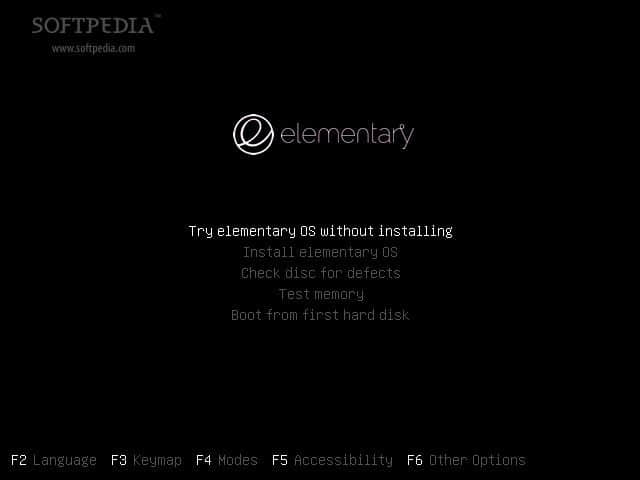 SOFTPEDIA™
www.softpedia.com
elementary
Try elementary OS without installing
Install elementary OS
Check disc for defects
Test memory
Boot from first hard disk
F2 Language F3 Keymap F4 Modes F5 Accessibility F6 Other Options